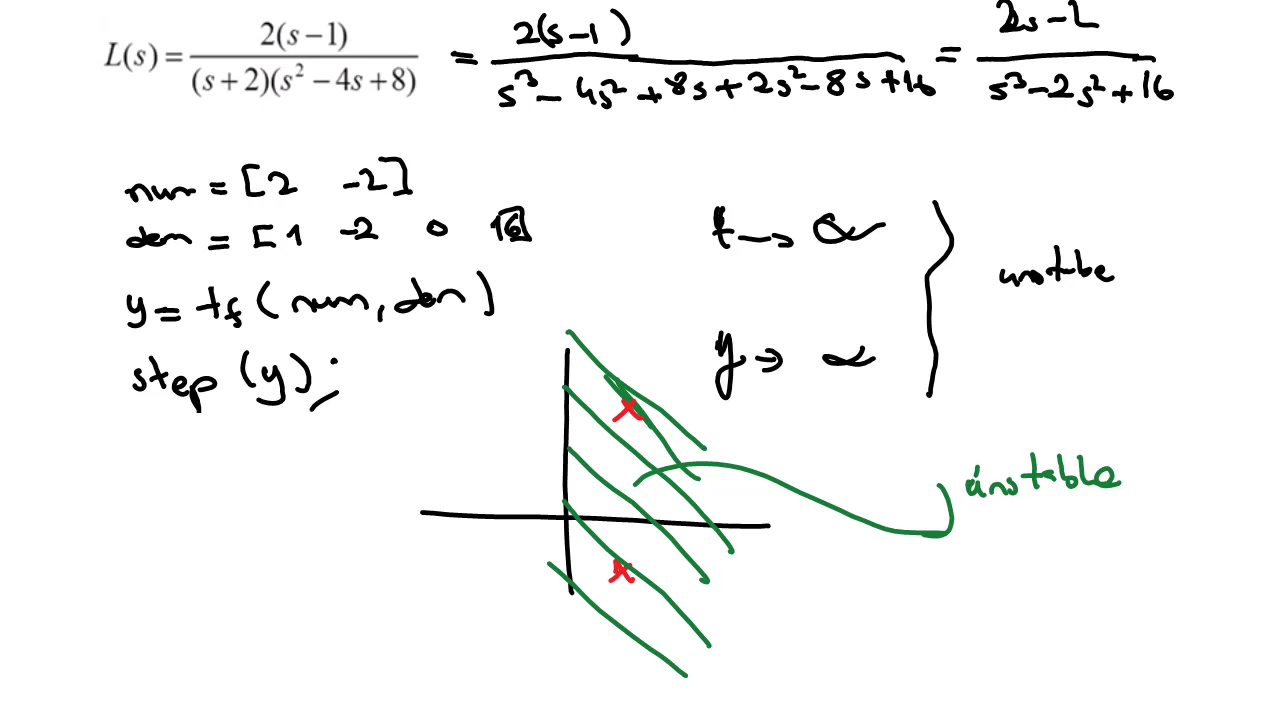 L(s) = 2(s−1) / (s+2)(s² − 4s + 8) = 2(s−1) / s³ − 4s² + 8s + 2s² − 8s + 16 = 2s − 2 / s³ − 2s² + 16
num = [2 -2]
den = [1 -2 0 16]
y = tf(num, den)
step(y);
t → ∝
y → ∝
unstable